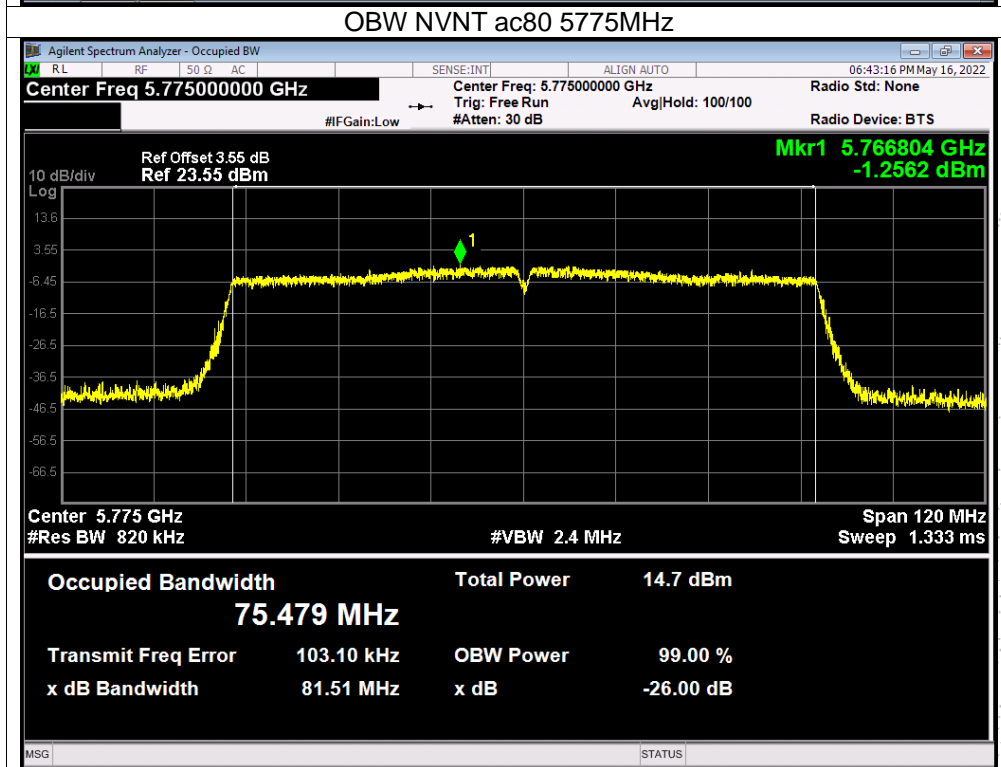 OBW NVNT ac80 5775MHz
Agilent Spectrum Analyzer - Occupied BW
LXI RL RF 50 Ω AC SENSE:INT ALIGN AUTO 06:43:16 PM May 16, 2022
Center Freq 5.775000000 GHz
Center Freq: 5.775000000 GHz
Radio Std: None
Trig: Free Run Avg|Hold: 100/100
#IFGain:Low #Atten: 30 dB Radio Device: BTS
Mkr1 5.766804 GHz
-1.2562 dBm
Ref Offset 3.55 dB
10 dB/div Ref 23.55 dBm
Log
13.6
3.55
1
-6.45
-16.5
-26.5
-36.5
-46.5
-56.5
-66.5
Center 5.775 GHz Span 120 MHz
#Res BW 820 kHz #VBW 2.4 MHz Sweep 1.333 ms
Occupied Bandwidth Total Power 14.7 dBm
75.479 MHz
Transmit Freq Error 103.10 kHz OBW Power 99.00 %
x dB Bandwidth 81.51 MHz x dB -26.00 dB
MSG STATUS